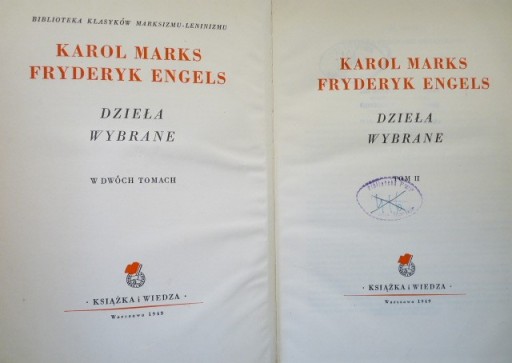 BIBLIOTEKA KLASYKÓW MARKSIZMU-LENINIZMU
KAROL MARKS
FRYDERYK ENGELS
DZIEŁA
WYBRANE
W DWÓCH TOMACH
· KSIĄŻKA i WIEDZA ·
Warszawa 1949
KAROL MARKS
FRYDERYK ENGELS
DZIEŁA
WYBRANE
TOM II
· KSIĄŻKA i WIEDZA ·
Warszawa 1949